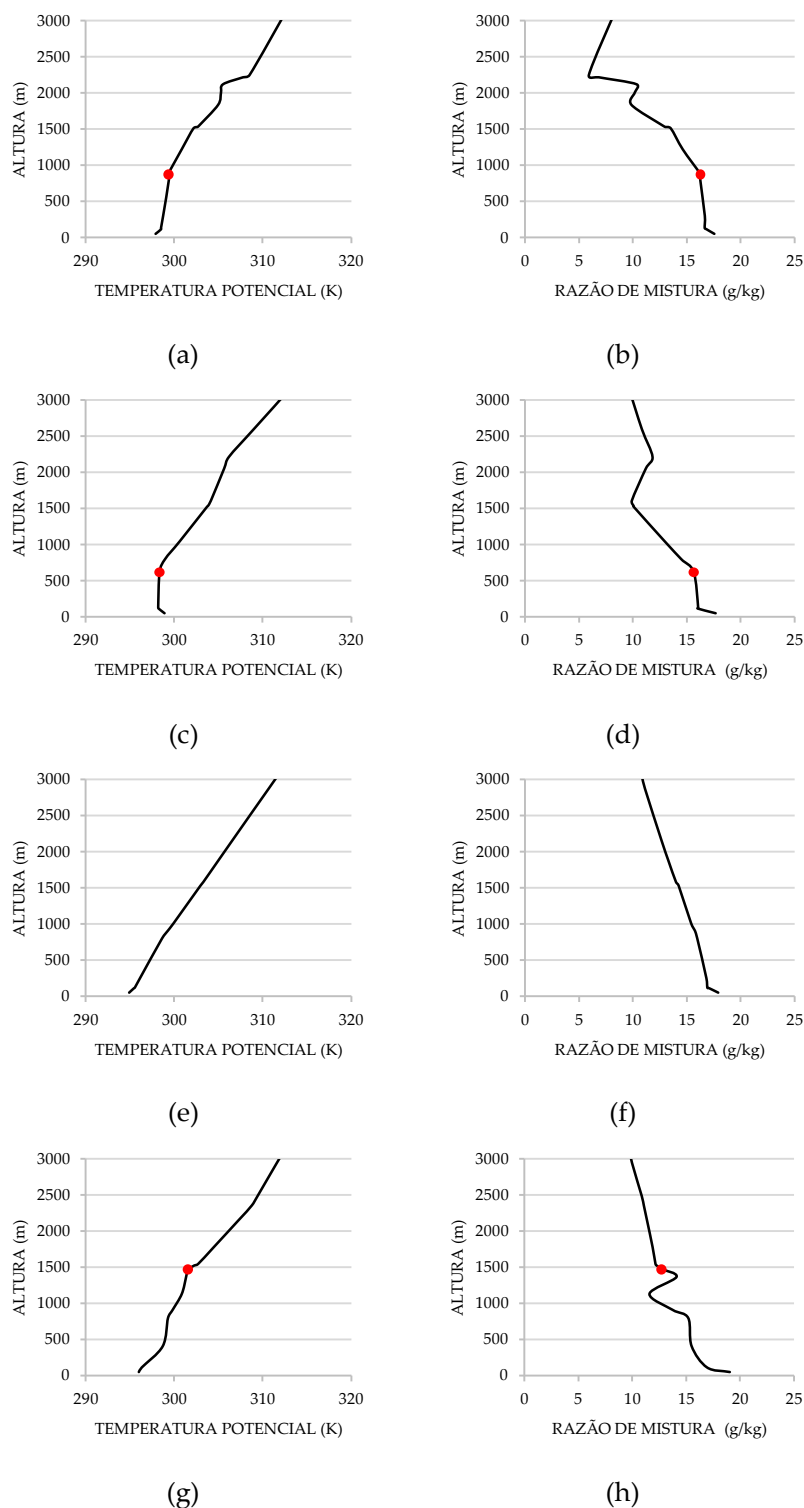 3000
2500
2000
1500
1000
500
0
ALTURA (m)
290 300 310 320
TEMPERATURA POTENCIAL (K)
(a)
3000
2500
2000
1500
1000
500
0
ALTURA (m)
0 5 10 15 20 25
RAZÃO DE MISTURA (g/kg)
(b)
3000
2500
2000
1500
1000
500
0
ALTURA (m)
290 300 310 320
TEMPERATURA POTENCIAL (K)
(c)
3000
2500
2000
1500
1000
500
0
ALTURA (m)
0 5 10 15 20 25
RAZÃO DE MISTURA (g/kg)
(d)
3000
2500
2000
1500
1000
500
0
ALTURA (m)
290 300 310 320
TEMPERATURA POTENCIAL (K)
(e)
3000
2500
2000
1500
1000
500
0
ALTURA (m)
0 5 10 15 20 25
RAZÃO DE MISTURA (g/kg)
(f)
3000
2500
2000
1500
1000
500
0
ALTURA (m)
290 300 310 320
TEMPERATURA POTENCIAL (K)
(g)
3000
2500
2000
1500
1000
500
0
ALTURA (m)
0 5 10 15 20 25
RAZÃO DE MISTURA (g/kg)
(h)